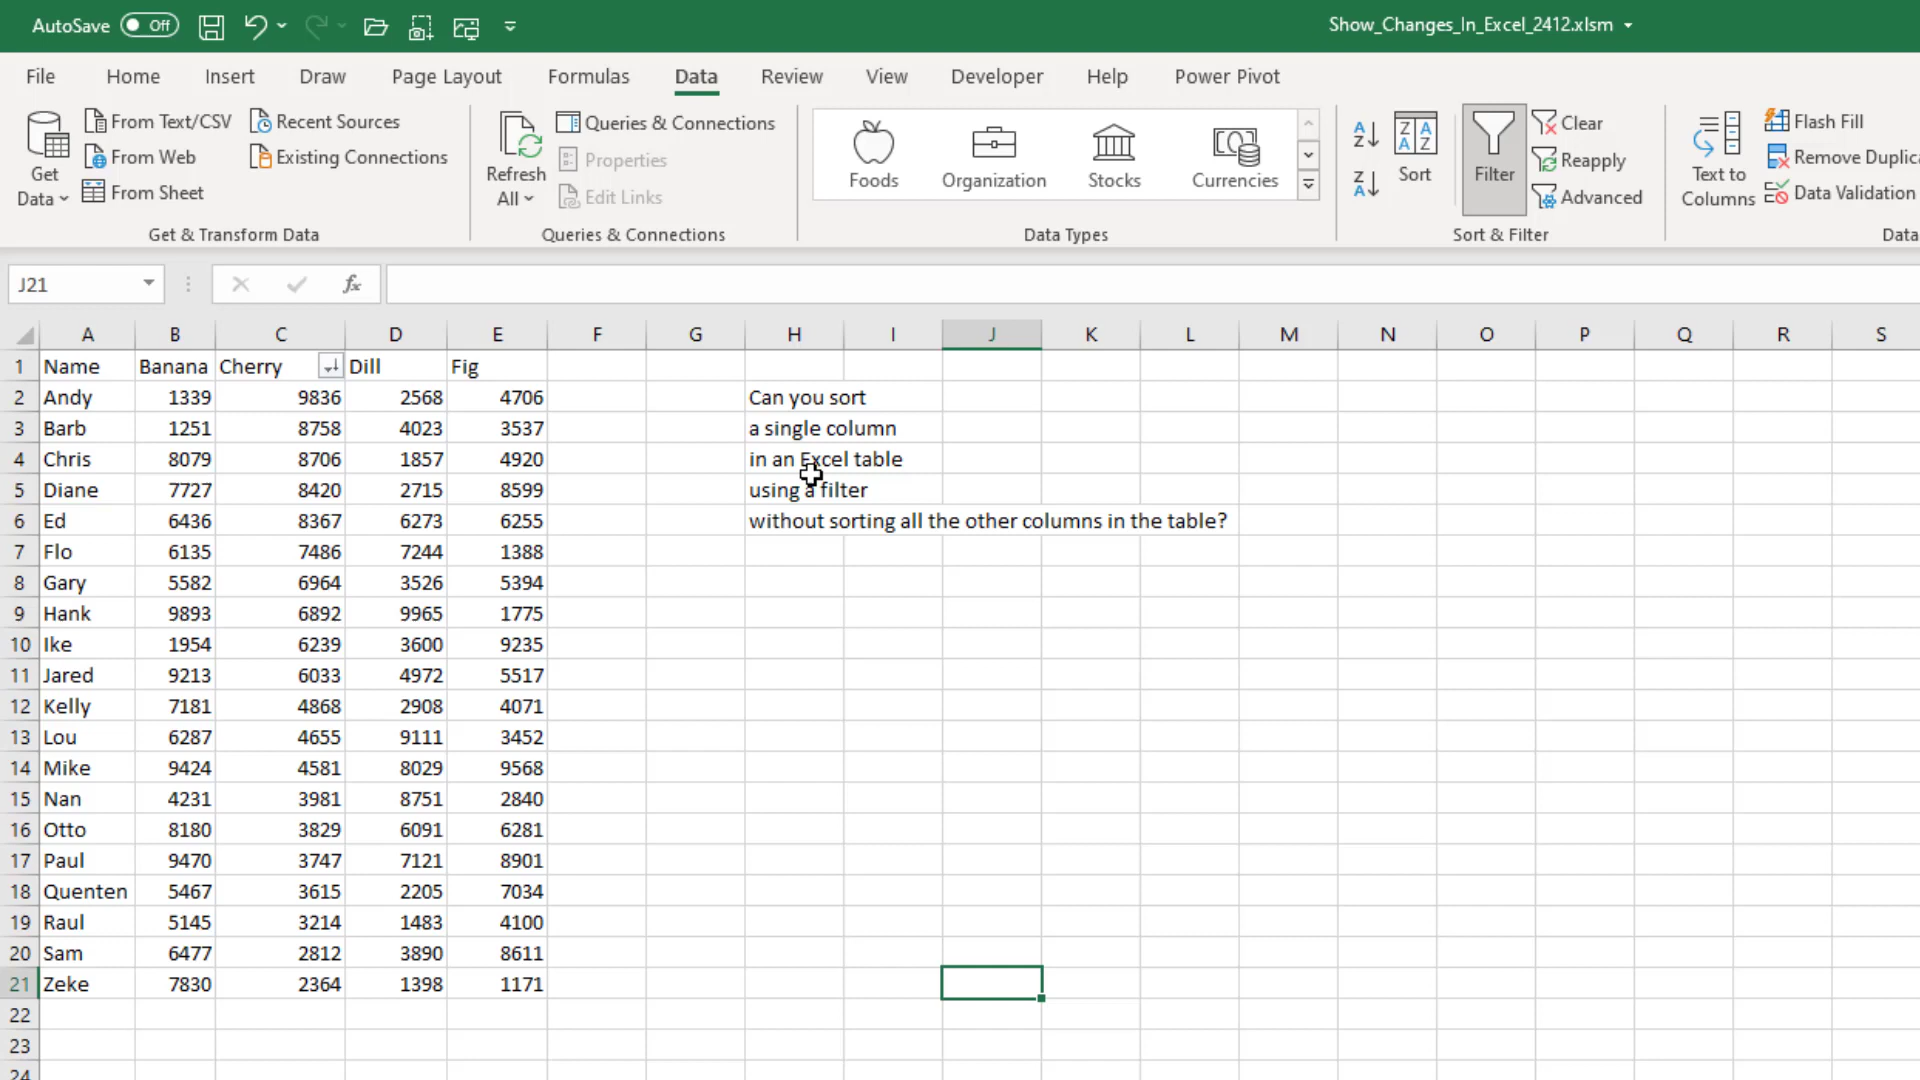 AutoSave Off
Show_Changes_In_Excel_2412.xlsm
File Home Insert Draw Page Layout Formulas Data Review View Developer Help Power Pivot
Get Data
From Text/CSV
From Web
From Sheet
Recent Sources
Existing Connections
Get & Transform Data
Refresh All
Queries & Connections
Properties
Edit Links
Queries & Connections
Foods Organization Stocks Currencies
Data Types
Sort
Filter
Clear
Reapply
Advanced
Sort & Filter
Text to Columns
Flash Fill
Remove Duplica
Data Validation
Data
J21
fx
A B C D E F G H I J K L M N O P Q R S
1 Name Banana Cherry Dill Fig
2 Andy 1339 9836 2568 4706 Can you sort
3 Barb 1251 8758 4023 3537 a single column
4 Chris 8079 8706 1857 4920 in an Excel table
5 Diane 7727 8420 2715 8599 using a filter
6 Ed 6436 8367 6273 6255 without sorting all the other columns in the table?
7 Flo 6135 7486 7244 1388
8 Gary 5582 6964 3526 5394
9 Hank 9893 6892 9965 1775
10 Ike 1954 6239 3600 9235
11 Jared 9213 6033 4972 5517
12 Kelly 7181 4868 2908 4071
13 Lou 6287 4655 9111 3452
14 Mike 9424 4581 8029 9568
15 Nan 4231 3981 8751 2840
16 Otto 8180 3829 6091 6281
17 Paul 9470 3747 7121 8901
18 Quenten 5467 3615 2205 7034
19 Raul 5145 3214 1483 4100
20 Sam 6477 2812 3890 8611
21 Zeke 7830 2364 1398 1171
22
23
24